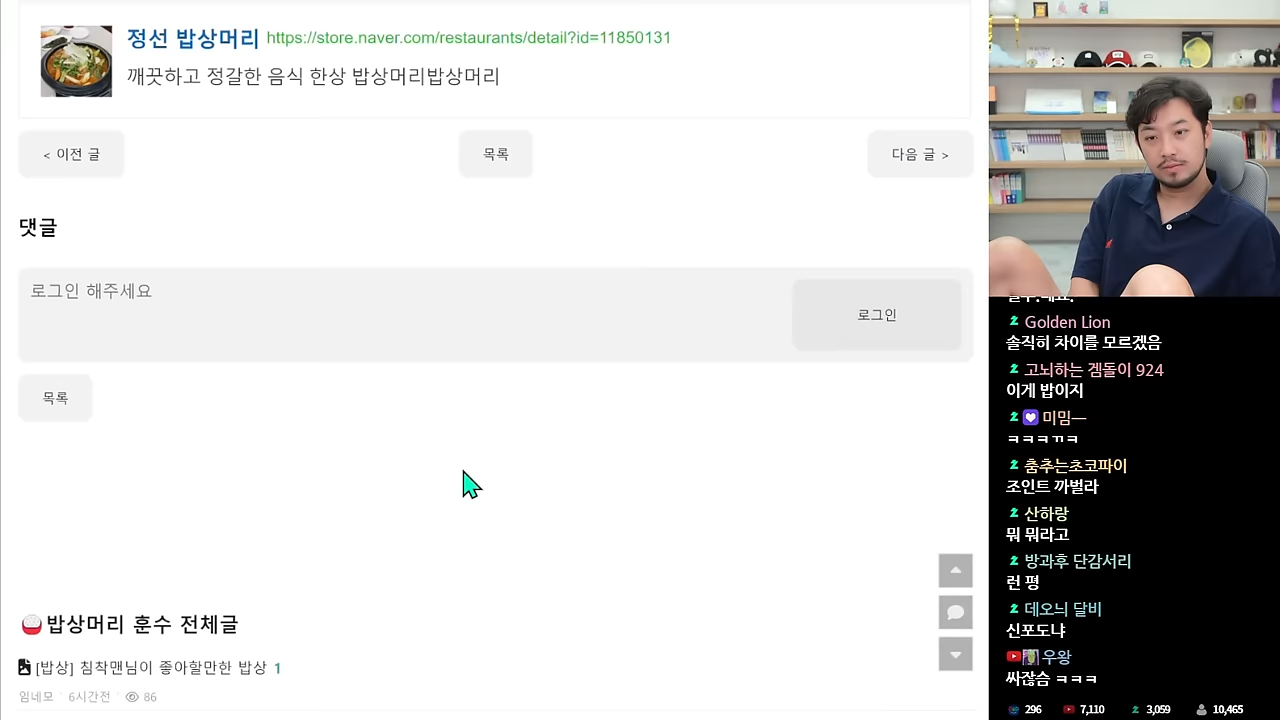 정선 밥상머리 https://store.naver.com/restaurants/detail?id=11850131
깨끗하고 정갈한 음식 한상 밥상머리밥상머리
< 이전 글
목록
다음 글 >
댓글
로그인 해주세요
로그인
목록
밥상머리 훈수 전체글
[밥상] 침착맨님이 좋아할만한 밥상 1
임네모 6시간전 86
Golden Lion
솔직히 차이를 모르겠음
고뇌하는 겜돌이 924
이게 밥이지
미밈—
ㅋㅋㅋㄲㅋ
춤추는초코파이
조인트 까벌라
산하랑
뭐 뭐라고
방과후 단감서리
런 평
데오늬 달비
신포도냐
우왕
싸잖슴 ㅋㅋㅋ
296 7,110 3,059 10,465